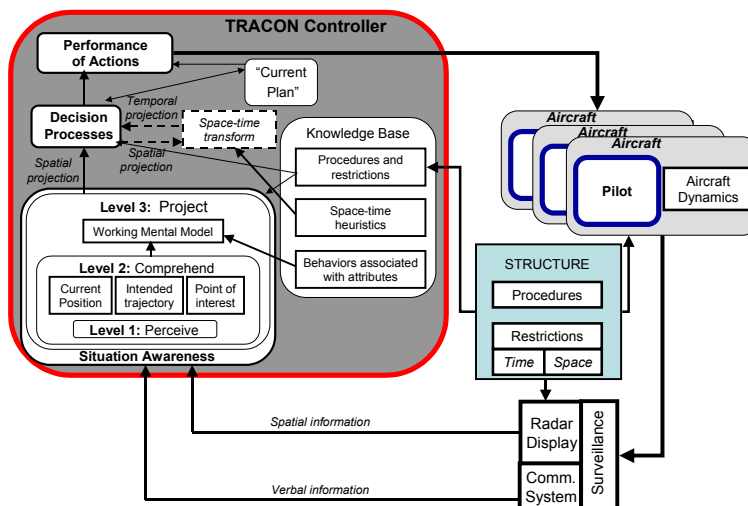 TRACON Controller
Performance
of Actions
“Current
Plan”
Temporal
projection
Decision
Processes
Space-time
transform
Spatial
projection
Spatial
projection
Knowledge Base
Procedures and
restrictions
Space-time
heuristics
Behaviors associated
with attributes
Level 3: Project
Working Mental Model
Level 2: Comprehend
Current
Position
Intended
trajectory
Point of
interest
Level 1: Perceive
Situation Awareness
Aircraft
Aircraft
Aircraft
Pilot
Aircraft
Dynamics
STRUCTURE
Procedures
Restrictions
Time
Space
Spatial information
Radar
Display
Surveillance
Comm.
System
Verbal information